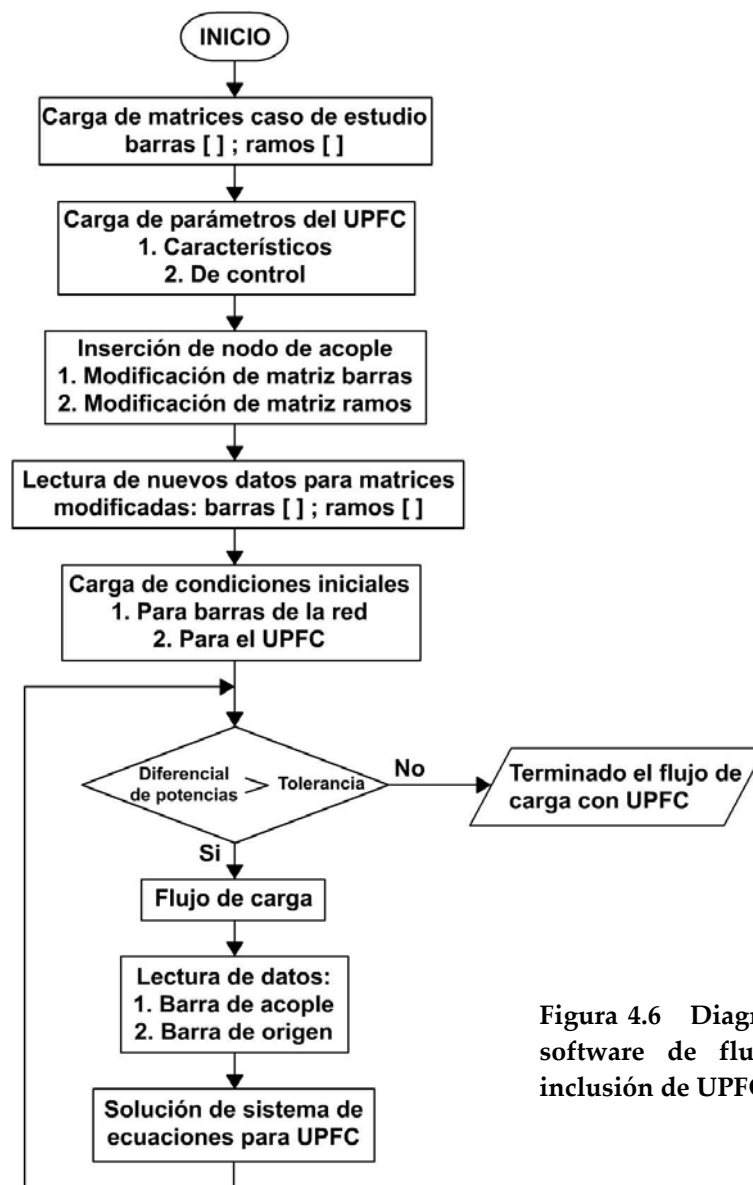 INICIO
Carga de matrices caso de estudio
barras [ ] ; ramos [ ]
Carga de parámetros del UPFC
1. Característicos
2. De control
Inserción de nodo de acople
1. Modificación de matriz barras
2. Modificación de matriz ramos
Lectura de nuevos datos para matrices
modificadas: barras [ ] ; ramos [ ]
Carga de condiciones iniciales
1. Para barras de la red
2. Para el UPFC
Diferencial
de potencias > Tolerancia
No
Terminado el flujo de
carga con UPFC
Si
Flujo de carga
Lectura de datos:
1. Barra de acople
2. Barra de origen
Solución de sistema de
ecuaciones para UPFC
Figura 4.6 Diagr
software de flu
inclusión de UPF